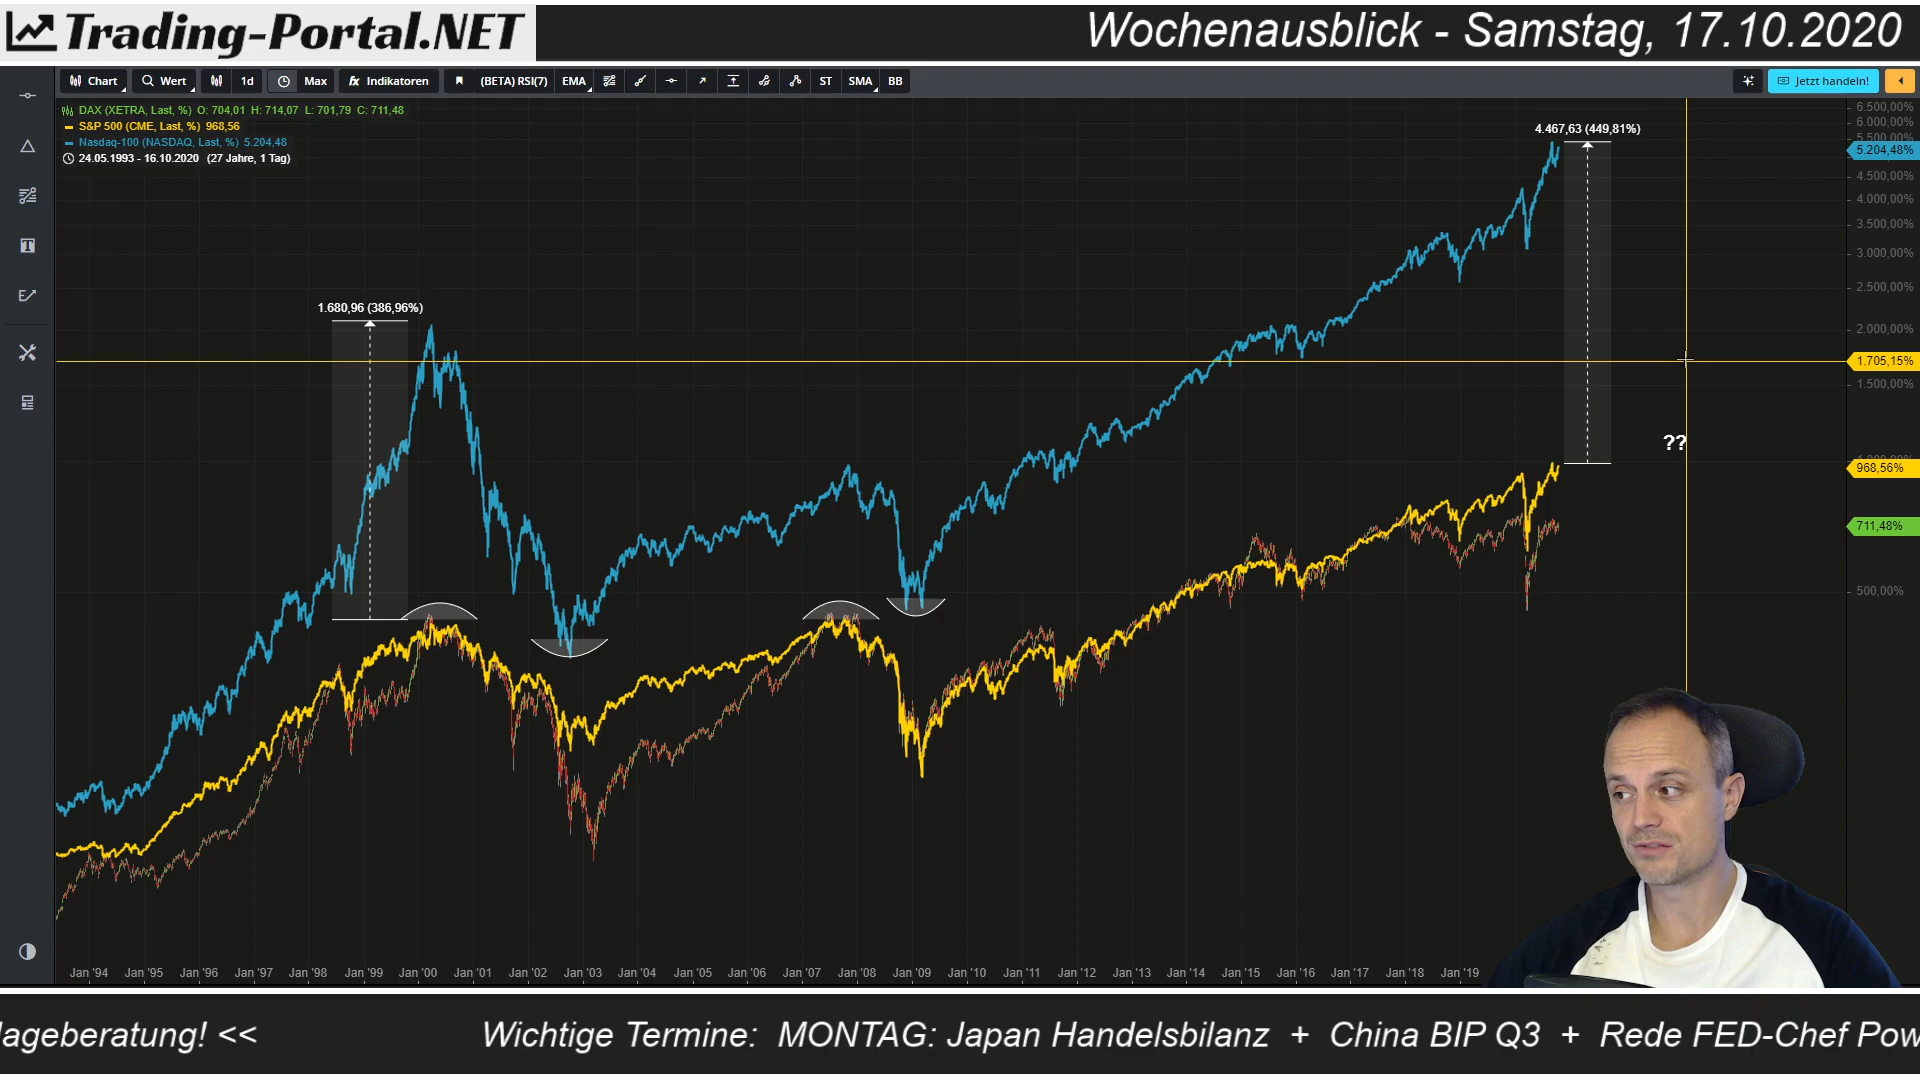 Trading-Portal.NET
Wochenausblick - Samstag, 17.10.2020
Chart
Wert
1d
Max
fx Indikatoren
(BETA) RSI(7)
EMA
ST
SMA
BB
Jetzt handeln!
DAX (XETRA, Last, %) O: 704,01 H: 714,07 L: 701,79 C: 711,48
S&P 500 (CME, Last, %) 968,56
Nasdaq-100 (NASDAQ, Last, %) 5.204,48
24.05.1993 - 16.10.2020 (27 Jahre, 1 Tag)
4.467,63 (449,81%)
1.680,96 (386,96%)
??
6.500,00%
6.000,00%
5.500,00%
5.204,48%
4.500,00%
4.000,00%
3.500,00%
3.000,00%
2.500,00%
2.000,00%
1.705,15%
1.500,00%
1.000,00%
968,56%
711,48%
500,00%
Jan '94 Jan '95 Jan '96 Jan '97 Jan '98 Jan '99 Jan '00 Jan '01 Jan '02 Jan '03 Jan '04 Jan '05 Jan '06 Jan '07 Jan '08 Jan '09 Jan '10 Jan '11 Jan '12 Jan '13 Jan '14 Jan '15 Jan '16 Jan '17 Jan '18 Jan '19
lageberatung! << Wichtige Termine: MONTAG: Japan Handelsbilanz + China BIP Q3 + Rede FED-Chef Pow